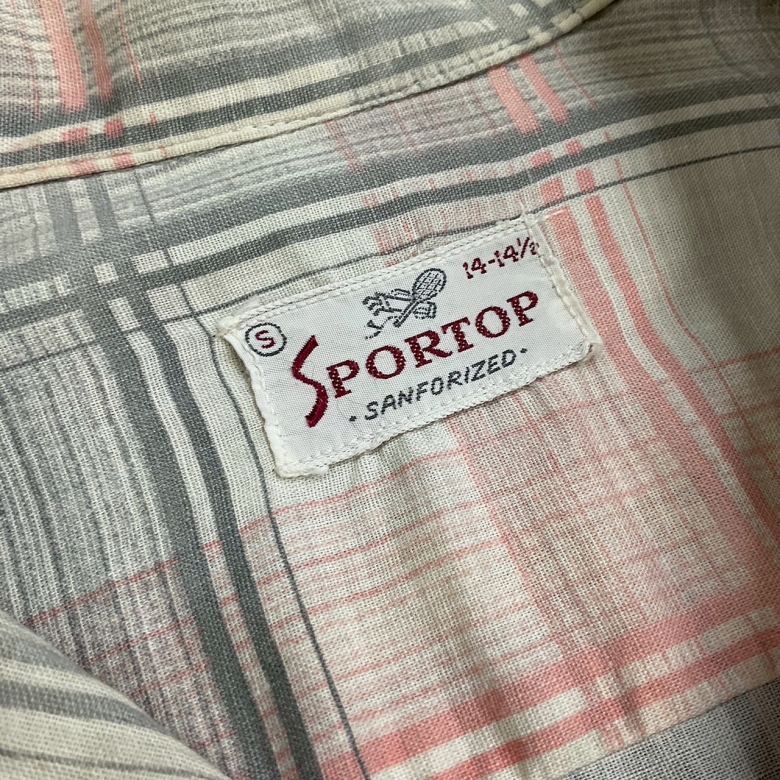 14-14½
S
SPORTOP
• SANFORIZED •